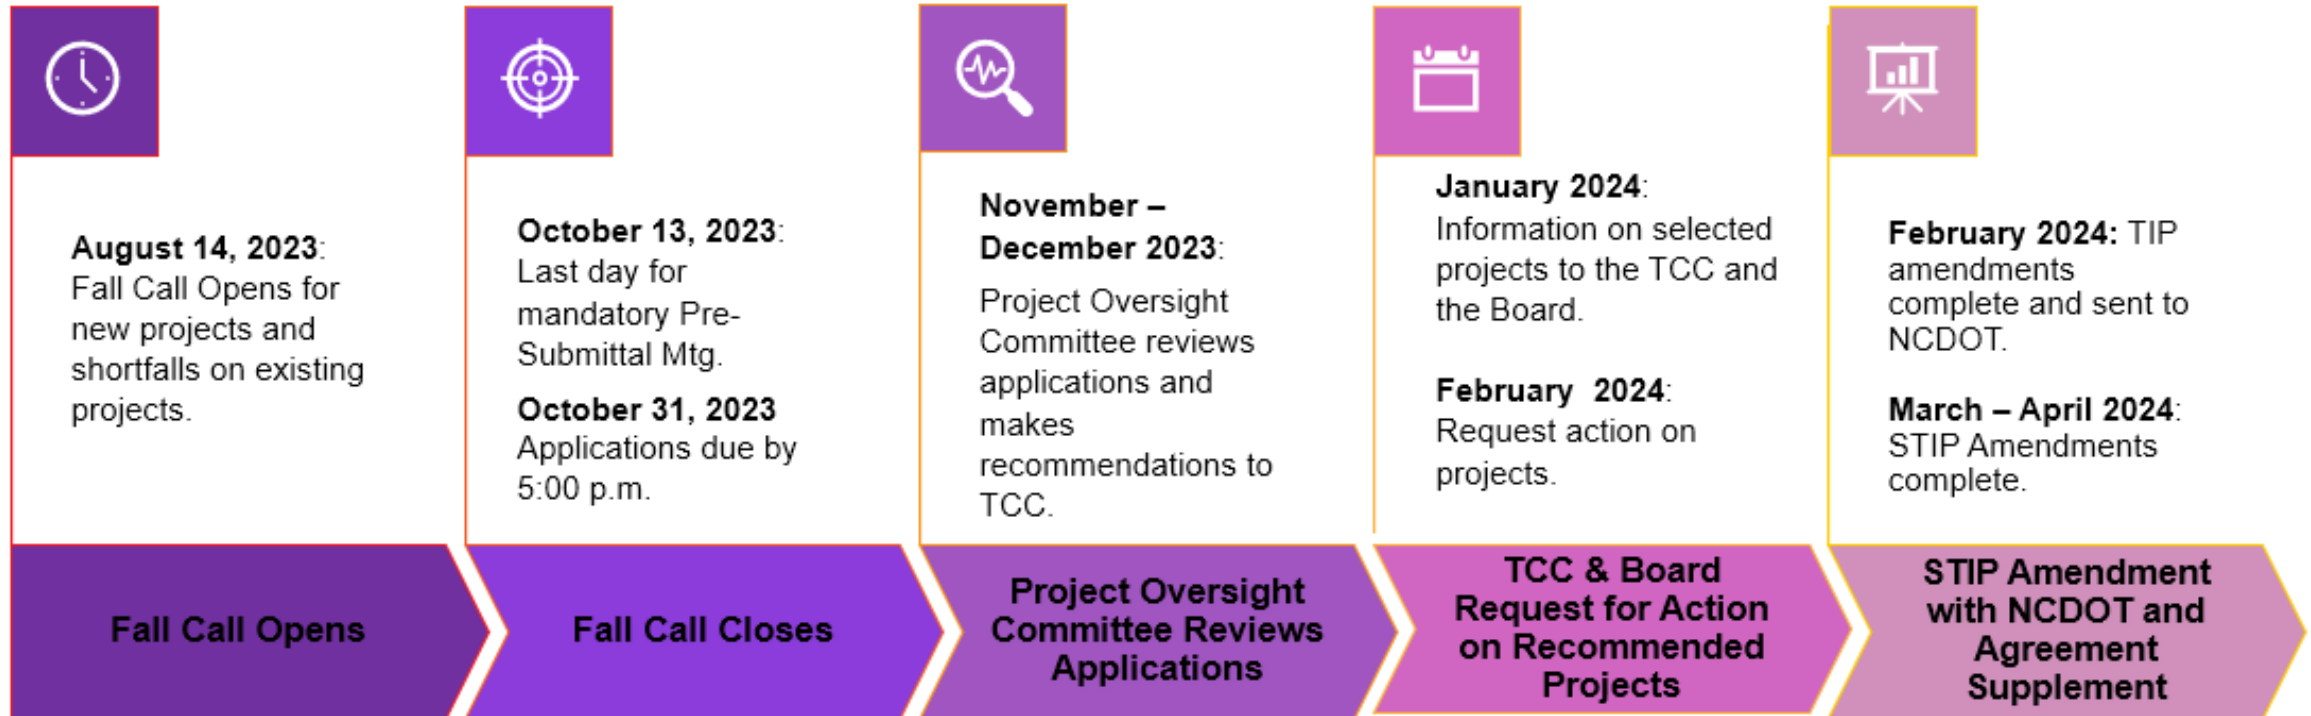 August 14, 2023:
Fall Call Opens for
new projects and
shortfalls on existing
projects.
Fall Call Opens
October 13, 2023:
Last day for
mandatory Pre-
Submittal Mtg.
October 31, 2023
Applications due by
5:00 p.m.
Fall Call Closes
November –
December 2023:
Project Oversight
Committee reviews
applications and
makes
recommendations to
TCC.
Project Oversight
Committee Reviews
Applications
January 2024:
Information on selected
projects to the TCC and
the Board.
February 2024:
Request action on
projects.
TCC & Board
Request for Action
on Recommended
Projects
February 2024: TIP
amendments
complete and sent to
NCDOT.
March – April 2024:
STIP Amendments
complete.
STIP Amendment
with NCDOT and
Agreement
Supplement